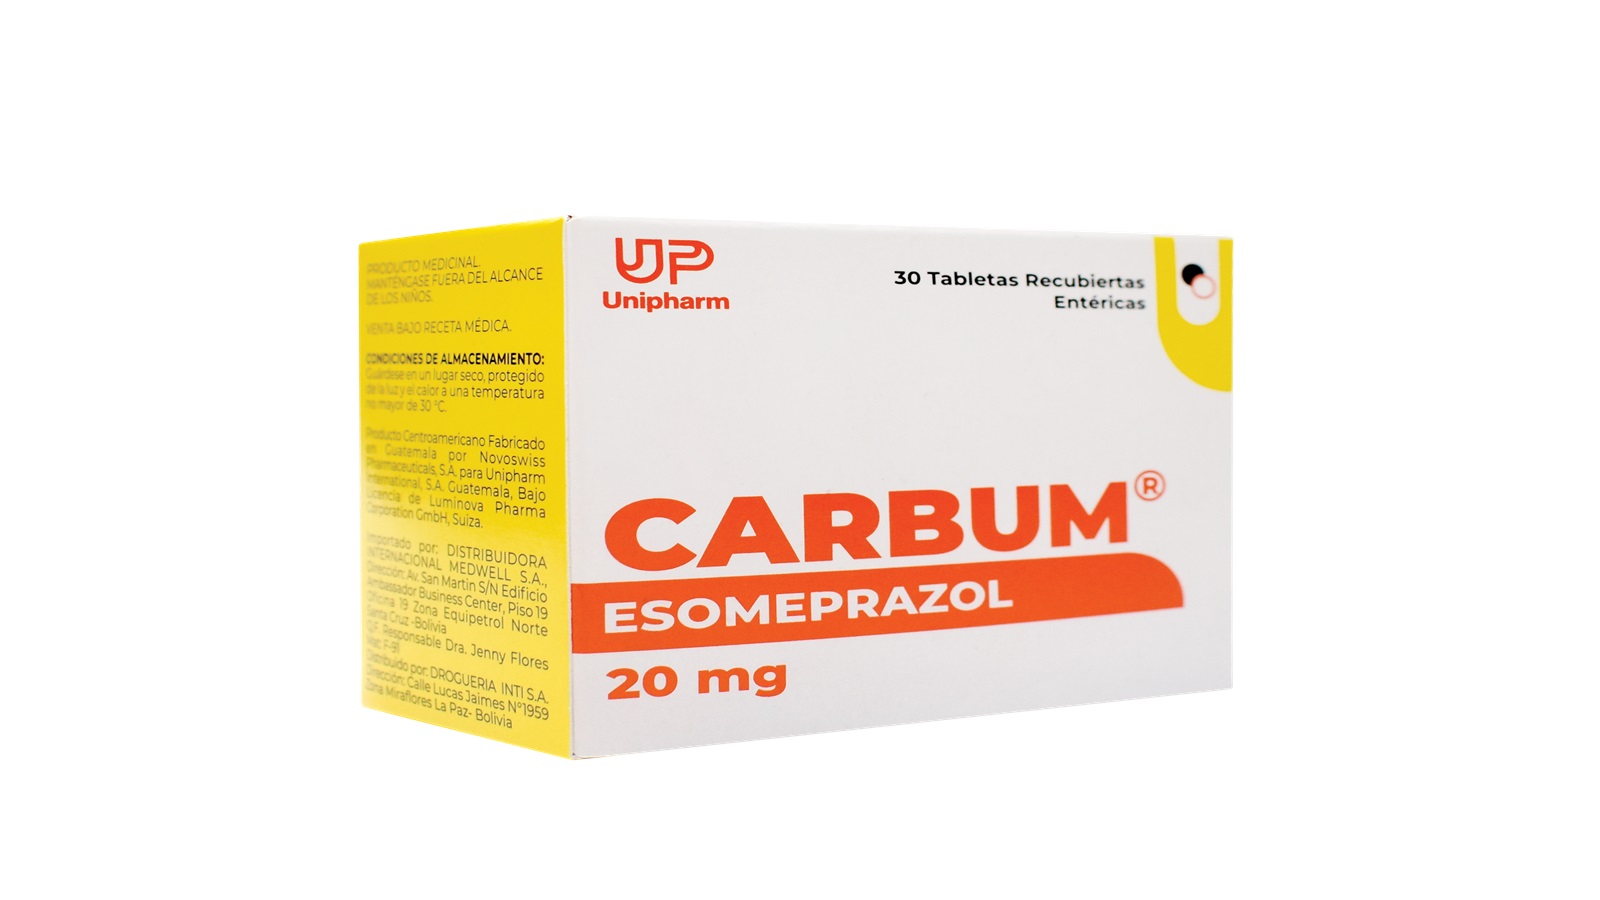 PRODUCTO MEDICINAL.
MANTÉNGASE FUERA DEL ALCANCE
DE LOS NIÑOS.
VENTA BAJO RECETA MÉDICA.
CONDICIONES DE ALMACENAMIENTO:
Guárdese en un lugar seco, protegido
de la luz y el calor a una temperatura
no mayor de 30 °C.
Producto Centroamericano Fabricado
en Guatemala por Novoswiss
Pharmaceuticals, S.A. para Unipharm
International, S.A. Guatemala, Bajo
Licencia de Luminova Pharma
Corporation GmbH, Suiza.
Importado por: DISTRIBUIDORA
INTERNACIONAL MEDWELL S.A.,
Dirección: Av. San Martin S/N Edificio
Ambassador Business Center, Piso 19
Oficina 19 Zona Equipetrol Norte
Santa Cruz -Bolivia
Q.F. Responsable Dra. Jenny Flores
Mat: F-91
Distribuido por: DROGUERIA INTI S.A.
Dirección: Calle Lucas Jaimes N°1959
Zona Miraflores La Paz- Bolivia
UP
Unipharm
30 Tabletas Recubiertas
Entéricas
CARBUM®
ESOMEPRAZOL
20 mg